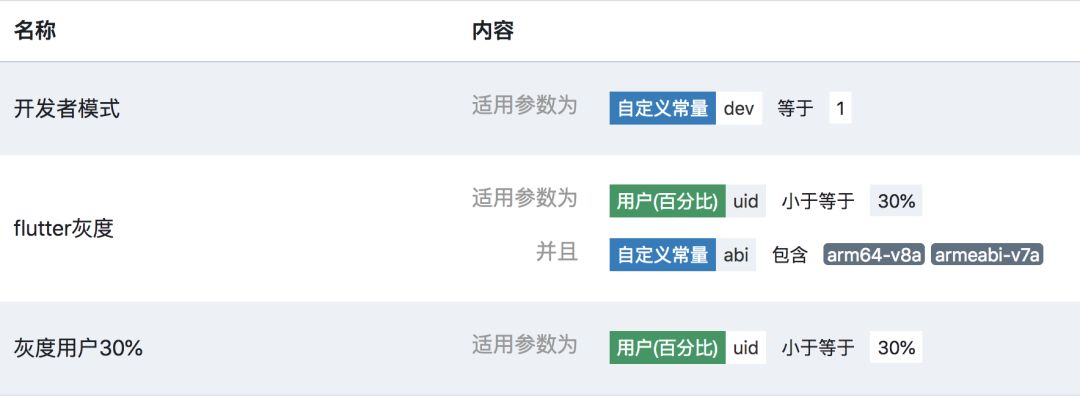 名称 内容
开发者模式 适用参数为 自定义常量 dev 等于 1
适用参数为 用户(百分比) uid 小于等于 30%
flutter灰度
并且 自定义常量 abi 包含 arm64-v8a armeabi-v7a
灰度用户30% 适用参数为 用户(百分比) uid 小于等于 30%